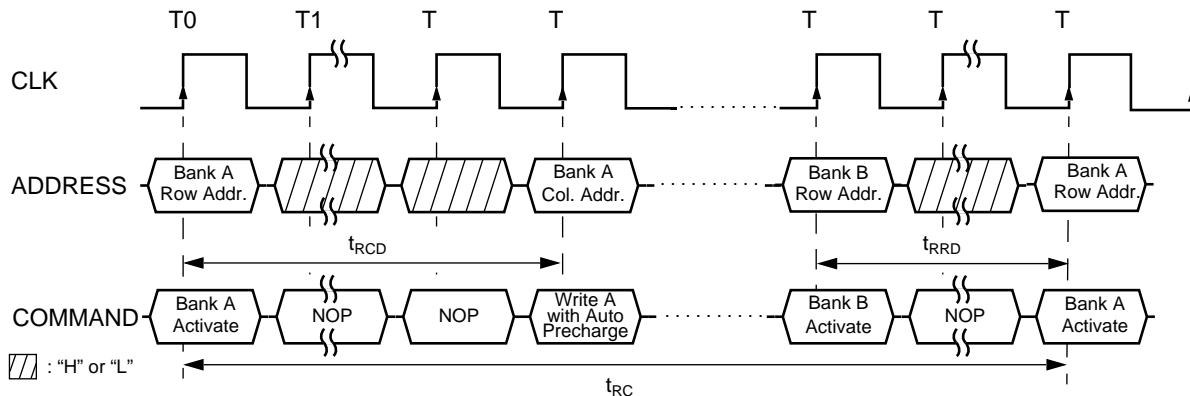 T0 T1 T T T T T
CLK
ADDRESS
Bank A
Row Addr.
Bank A
Col. Addr.
Bank B
Row Addr.
Bank A
Row Addr.
tRCD
tRRD
COMMAND
Bank A
Activate
NOP
NOP
Write A
with Auto
Precharge
Bank B
Activate
NOP
Bank A
Activate
: “H” or “L”
tRC